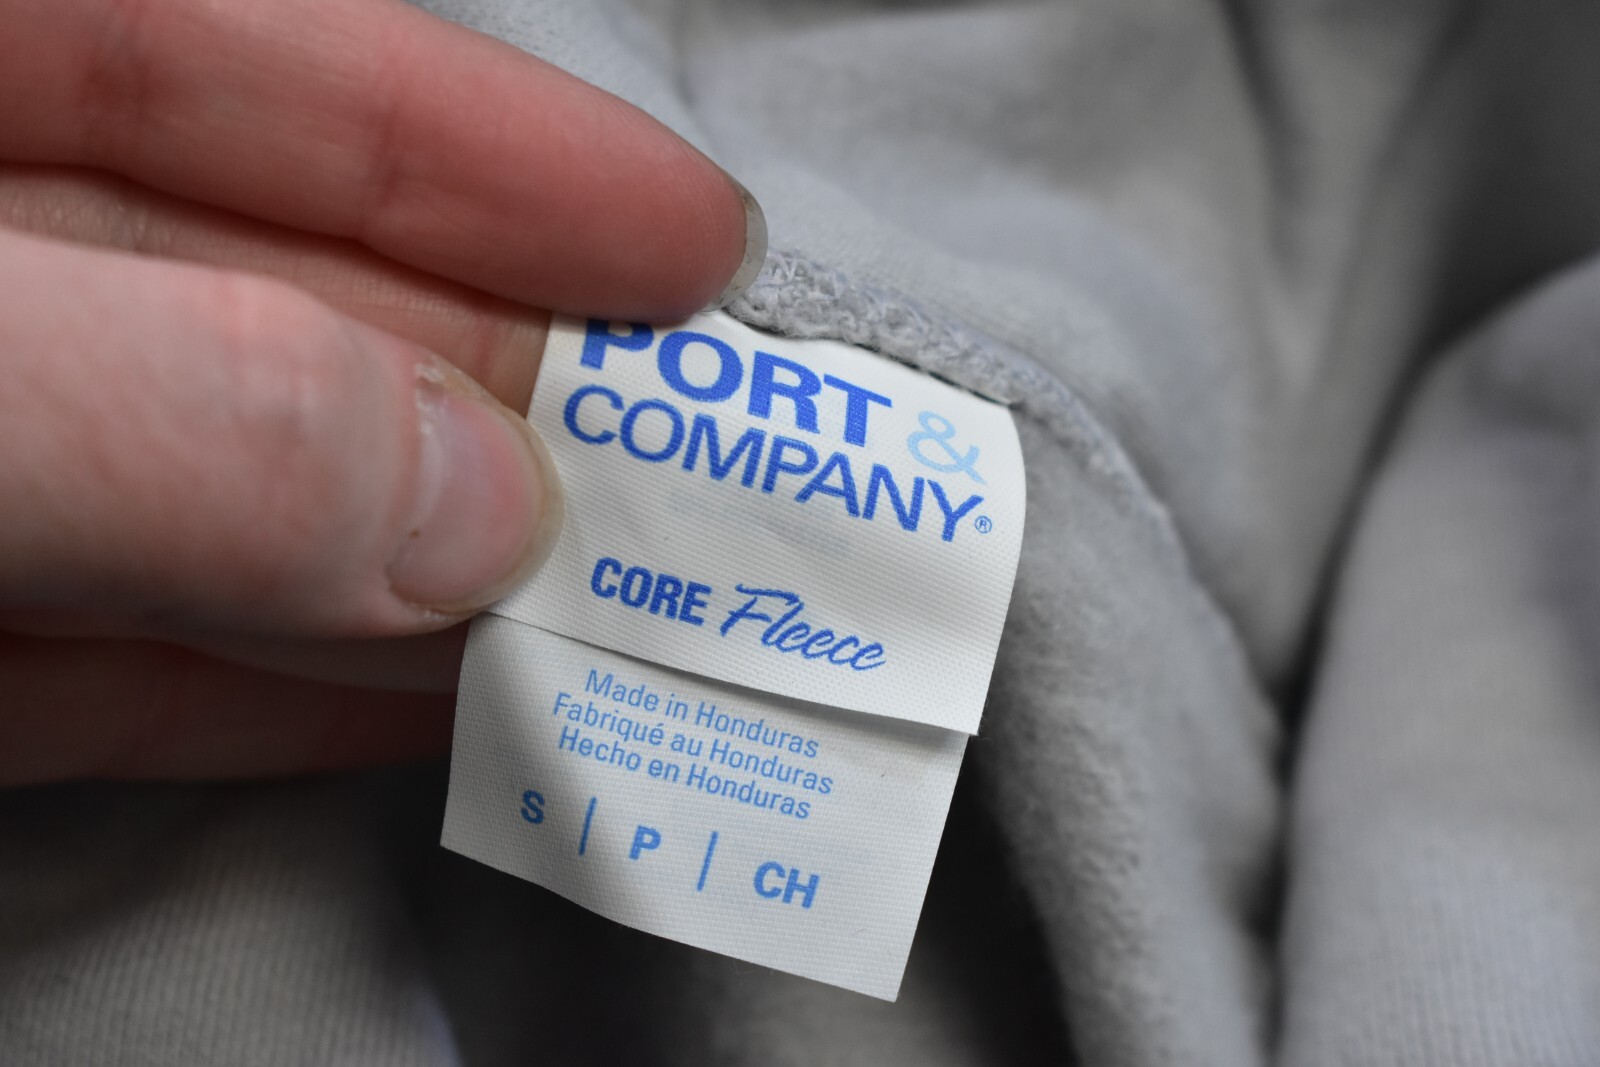 PORT &
COMPANY®
CORE Fleece
Made in Honduras
Fabriqué au Honduras
Hecho en Honduras
S | P | CH